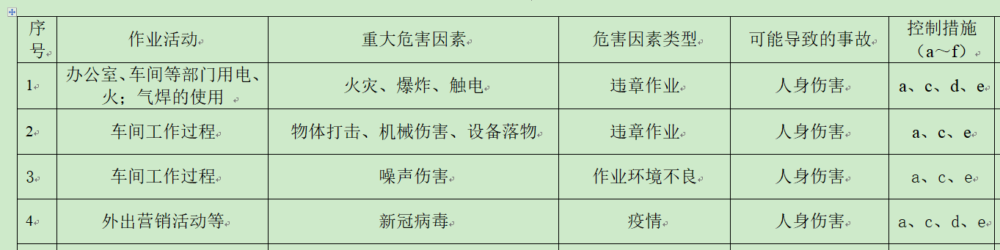 序号 作业活动 重大危害因素 危害因素类型 可能导致的事故 控制措施（a～f）
1 办公室、车间等部门用电、火；气焊的使用 火灾、爆炸、触电 违章作业 人身伤害 a、c、d、e
2 车间工作过程 物体打击、机械伤害、设备落物 违章作业 人身伤害 a、c、e
3 车间工作过程 噪声伤害 作业环境不良 人身伤害 a、c、e
4 外出营销活动等 新冠病毒 疫情 人身伤害 a、c、d、e